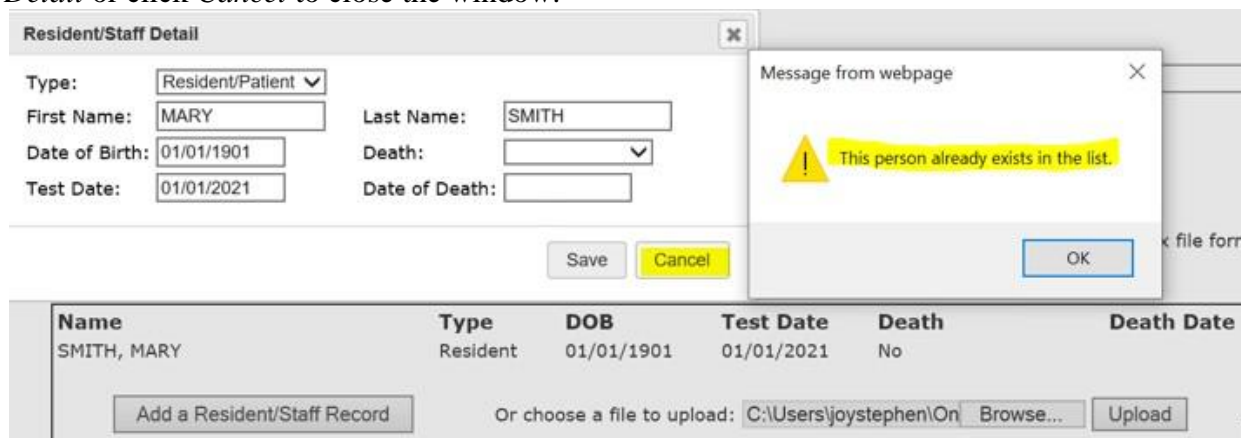 Detail or click Cancel to close the window.
Resident/Staff Detail
Type: Resident/Patient
First Name: MARY Last Name: SMITH
Date of Birth: 01/01/1901 Death:
Test Date: 01/01/2021 Date of Death:
Save Cancel
Message from webpage
This person already exists in the list.
OK
file
Name Type DOB Test Date Death Death Date
SMITH, MARY Resident 01/01/1901 01/01/2021 No
Add a Resident/Staff Record Or choose a file to upload: C:\Users\joystephen\On Browse... Upload